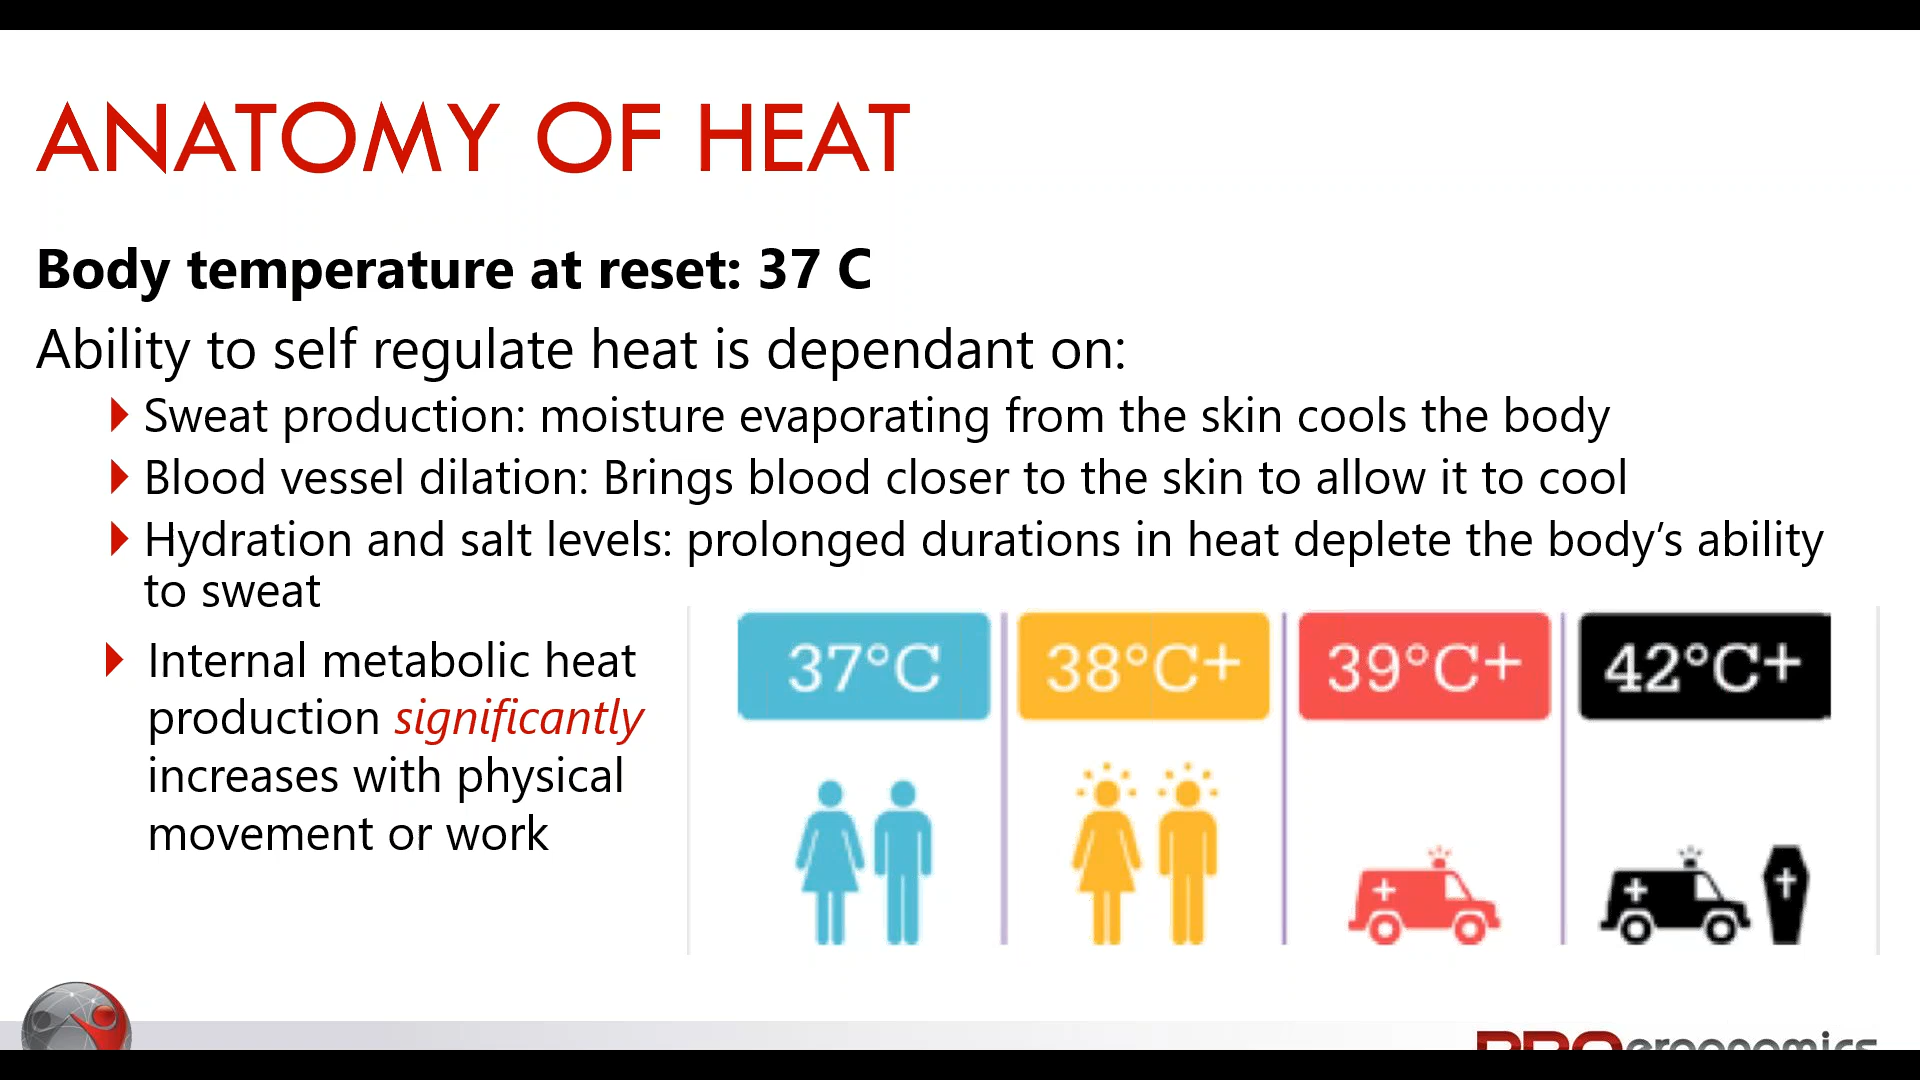 ANATOMY OF HEAT
Body temperature at reset: 37 C
Ability to self regulate heat is dependant on:
Sweat production: moisture evaporating from the skin cools the body
Blood vessel dilation: Brings blood closer to the skin to allow it to cool
Hydration and salt levels: prolonged durations in heat deplete the body’s ability
to sweat
Internal metabolic heat
production significantly
increases with physical
movement or work
37°C
38°C+
39°C+
42°C+
PROergonomics